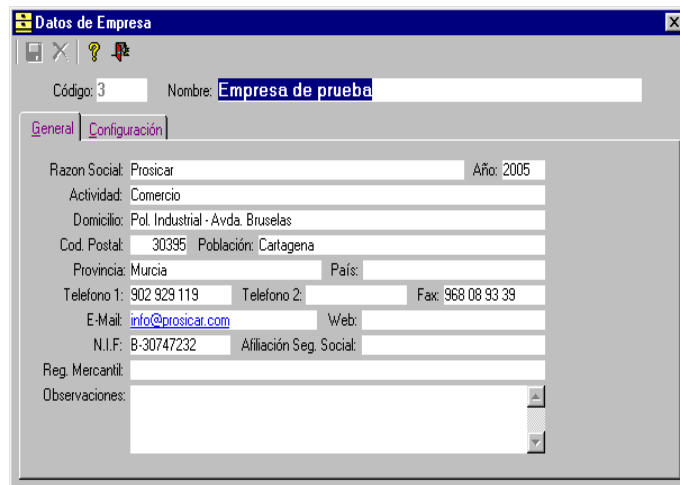 Datos de Empresa
Código: 3 Nombre: Empresa de prueba
General Configuración
Razon Social: Prosicar Año: 2005
Actividad: Comercio
Domicilio: Pol. Industrial - Avda. Bruselas
Cod. Postal: 30395 Población: Cartagena
Provincia: Murcia País:
Telefono 1: 902 929 119 Telefono 2: Fax: 968 08 93 39
E-Mail: info@prosicar.com Web:
N.I.F: B-30747232 Afiliación Seg. Social:
Reg. Mercantil:
Observaciones: